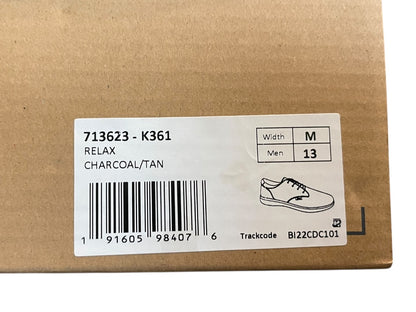 713623 - K361
RELAX
CHARCOAL/TAN
Width M
Men 13
1 91605 98407 6
Trackcode BI22CDC101